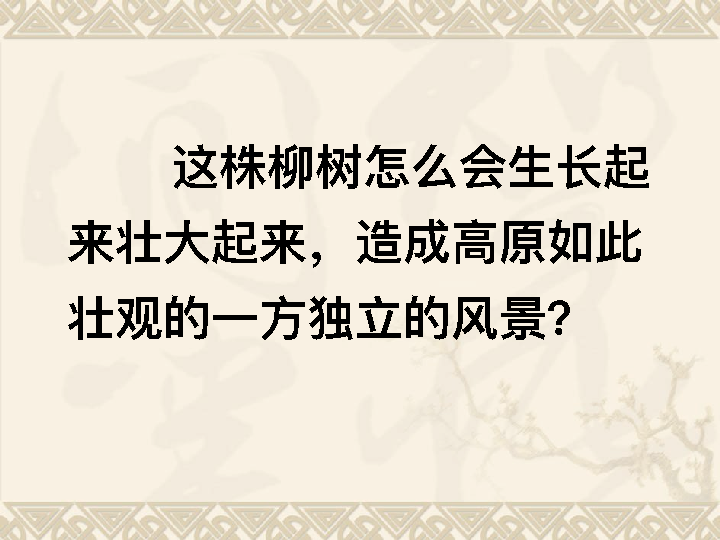 这株柳树怎么会生长起
来壮大起来，造成高原如此
壮观的一方独立的风景？